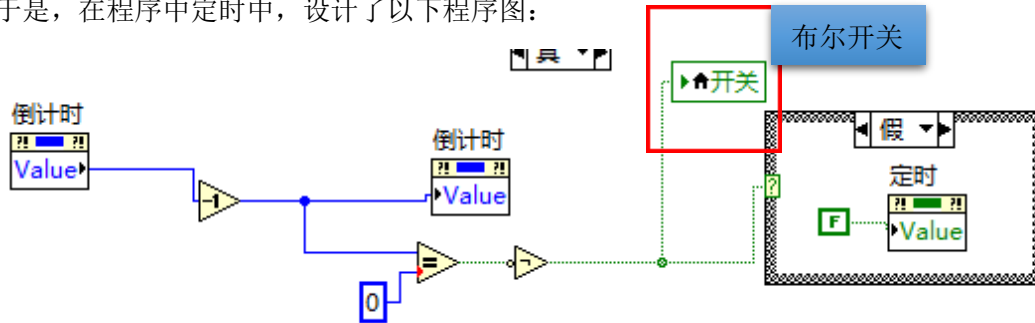 于是，在程序中定时中，设计了以下程序图：
布尔开关
真
开关
倒计时
Value
-1
倒计时
Value
=
0
假
?
定时
F
Value